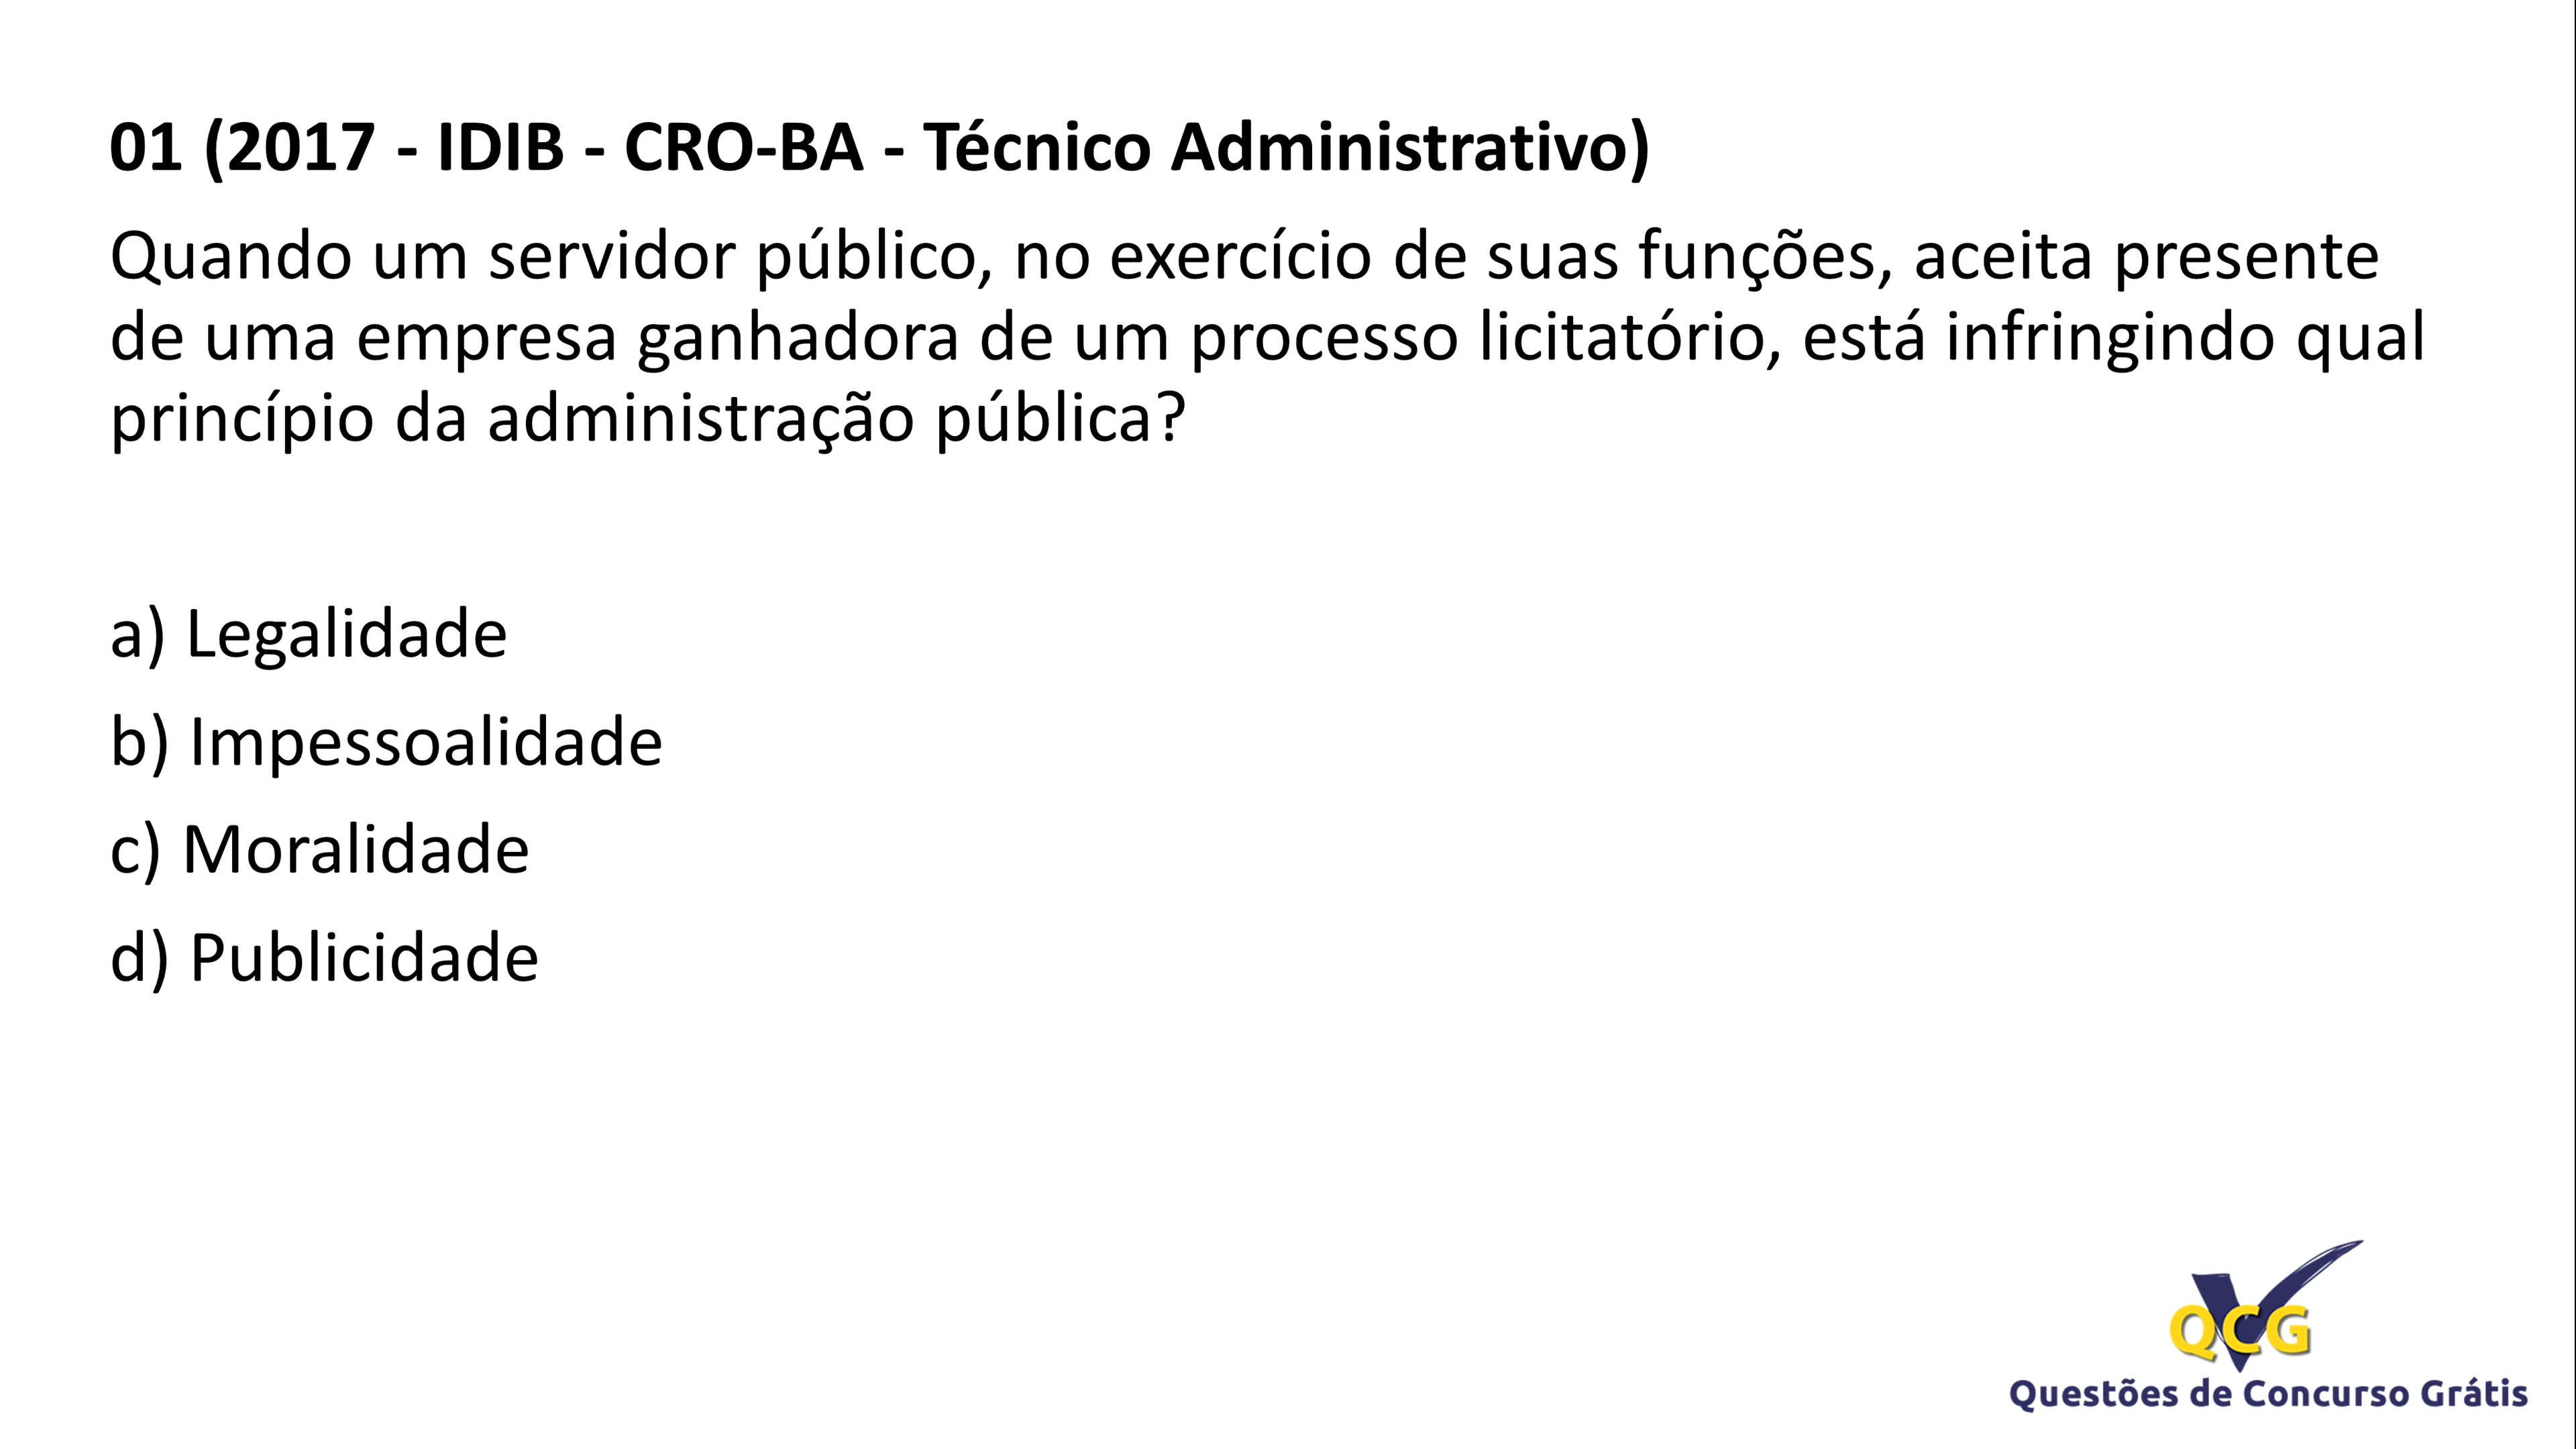 01 (2017 - IDIB - CRO-BA - Técnico Administrativo)
Quando um servidor público, no exercício de suas funções, aceita presente
de uma empresa ganhadora de um processo licitatório, está infringindo qual
princípio da administração pública?
a) Legalidade
b) Impessoalidade
c) Moralidade
d) Publicidade
QCG
Questões de Concurso Grátis